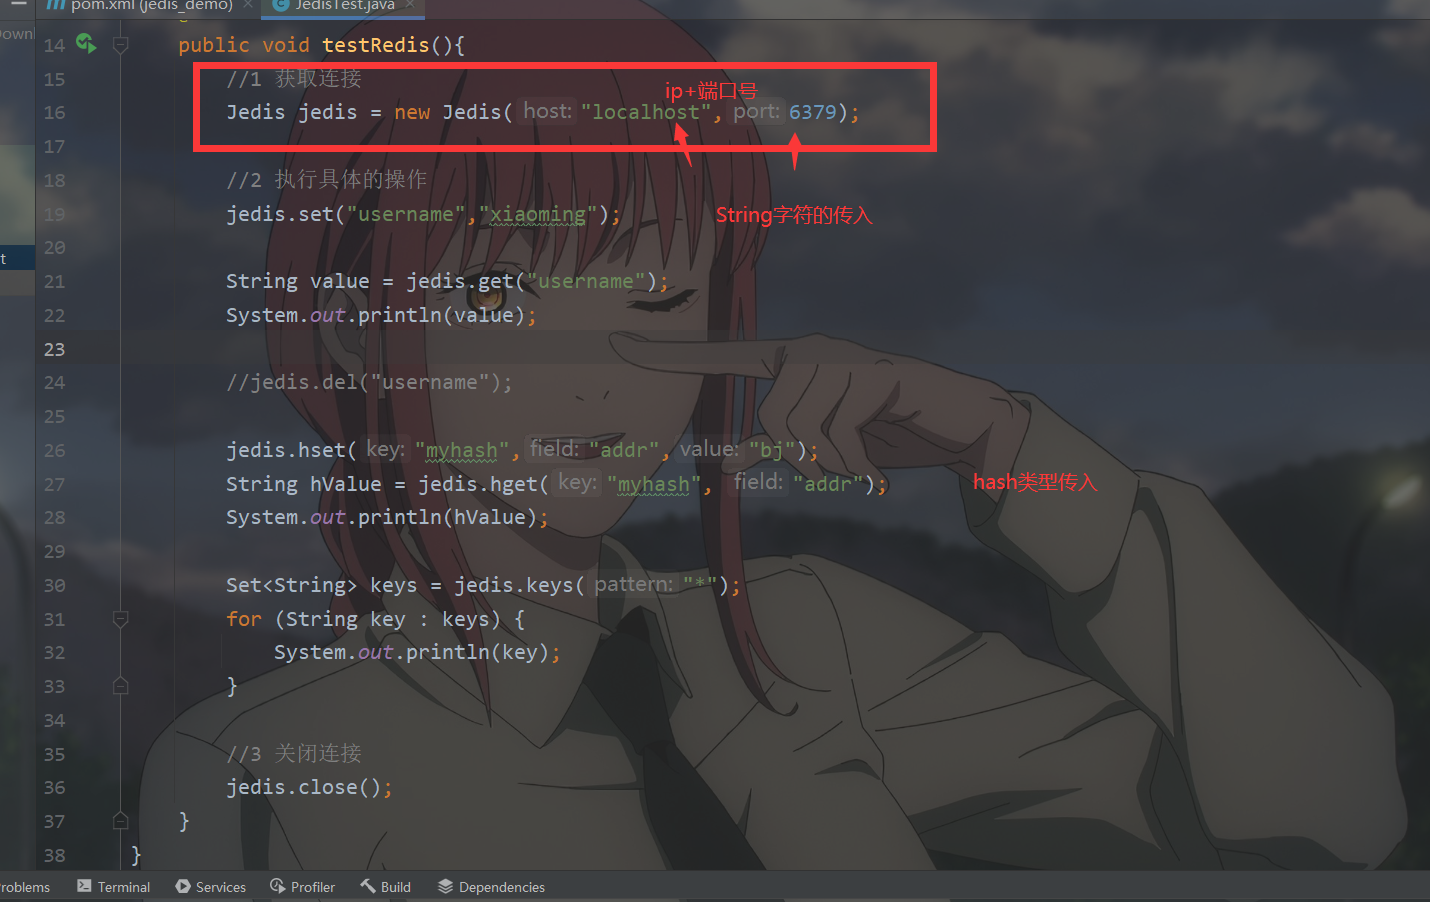 pom.xml (jedis_demo) JedisTest.java
14 public void testRedis(){
15 //1 获取连接
ip+端口号
16 Jedis jedis = new Jedis( host: "localhost", port: 6379);
17
18 //2 执行具体的操作
19 jedis.set("username","xiaoming");
String字符的传入
20
21 String value = jedis.get("username");
22 System.out.println(value);
23
24 //jedis.del("username");
25
26 jedis.hset( key: "myhash", field: "addr", value: "bj");
27 String hValue = jedis.hget( key: "myhash", field: "addr");
hash类型传入
28 System.out.println(hValue);
29
30 Set<String> keys = jedis.keys( pattern: "*");
31 for (String key : keys) {
32 System.out.println(key);
33 }
34
35 //3 关闭连接
36 jedis.close();
37 }
38 }
roblems Terminal Services Profiler Build Dependencies